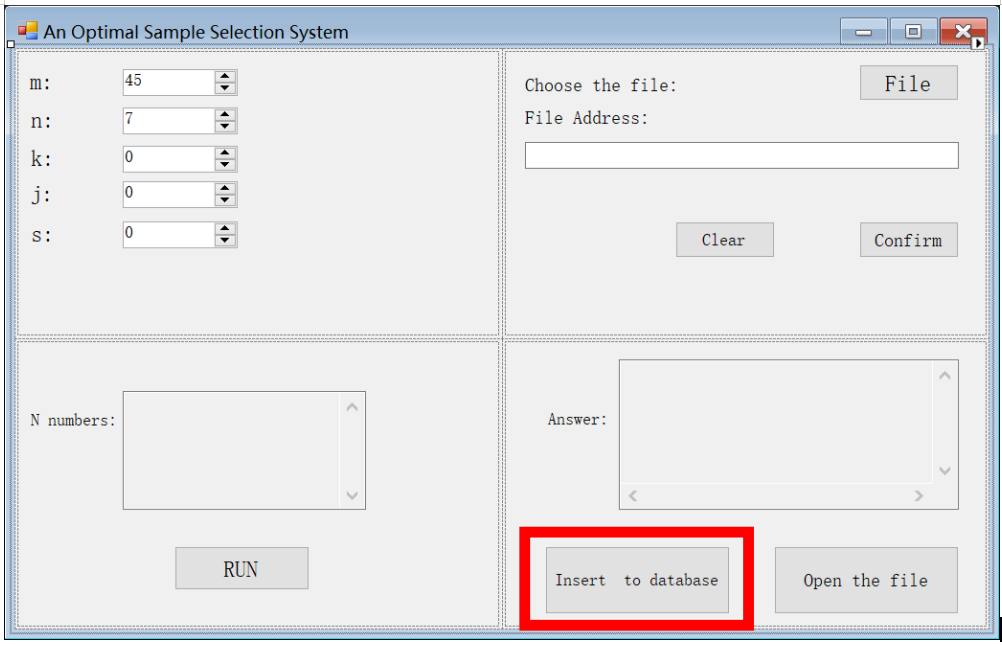 An Optimal Sample Selection System
m: 45
n: 7
k: 0
j: 0
s: 0
Choose the file: File
File Address:
Clear Confirm
N numbers:
RUN
Answer:
Insert to database Open the file